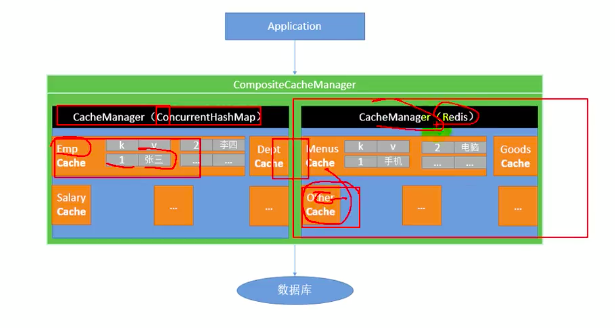 Application
CompositeCacheManager
CacheManager（ConcurrentHashMap）
Emp
Cache
k v 2 李四
1 张三 ... ...
Dept
Cache
Salary
Cache
...
...
CacheManager（Redis）
Menus
Cache
k v 2 电脑
1 手机 ... ...
Goods
Cache
Other
Cache
...
...
数据库